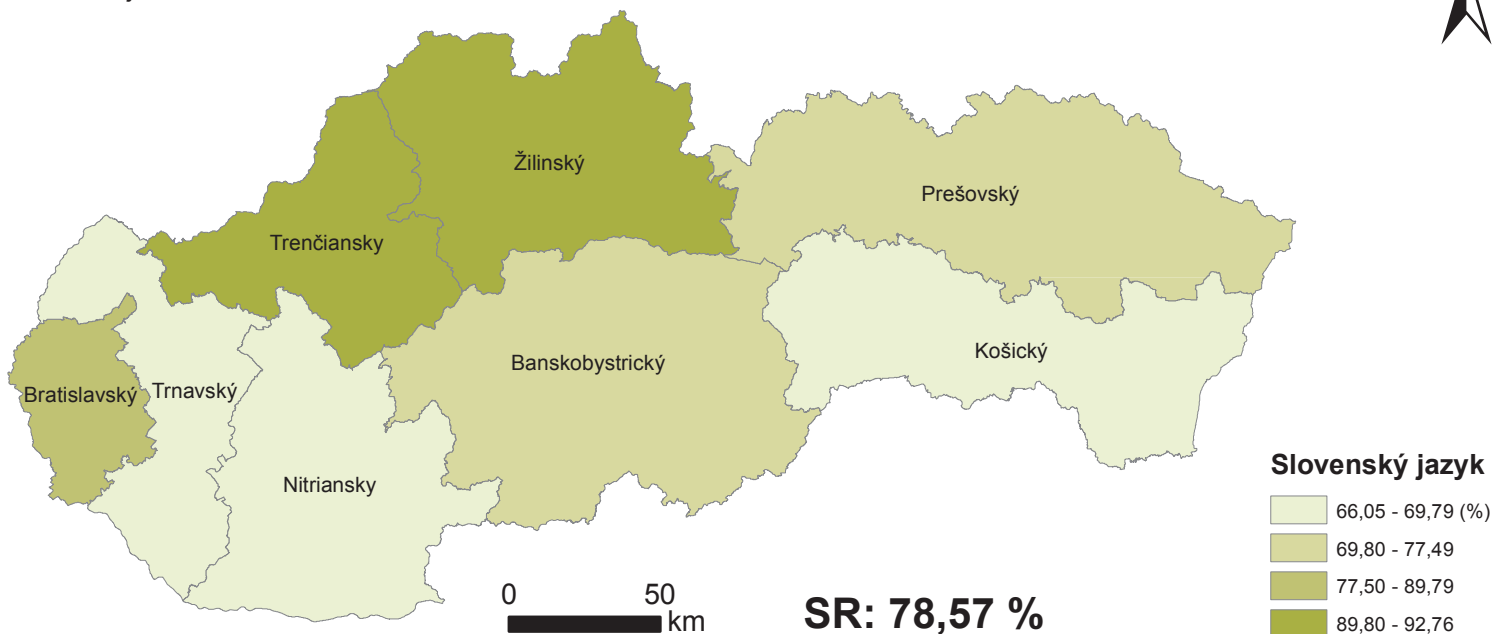 Žilinský
Prešovský
Trenčiansky
Košický
Banskobystrický
Bratislavský
Trnavský
Nitriansky
Slovenský jazyk
66,05 - 69,79 (%)
69,80 - 77,49
77,50 - 89,79
89,80 - 92,76
0 50
km
SR: 78,57 %